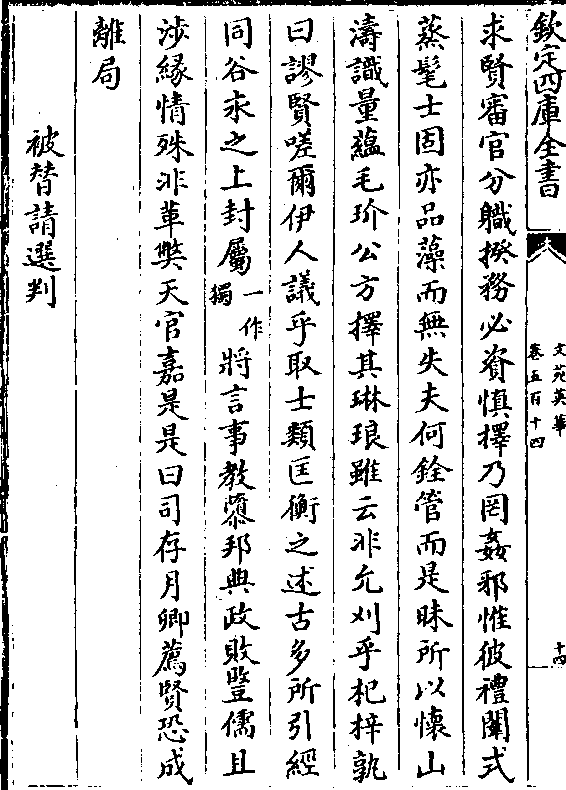 欽定四庫全書
文苑英華
卷五百十四
十四
求賢審官分職揆務必資慎擇乃罔姦邪惟彼禮闈式
蒸髦士固亦品藻而無失夫何銓管而是昧所以懷山
濤識量蘊毛玠公方擇其琳琅雖云非允刈乎杞梓孰
曰謬賢嗟爾伊人議乎取士類匡衡之述古多所引經
同谷永之上封屬一作獨將言事教隳邦典政敗豎儒且
涉緣情殊非革弊天官嘉是是曰司存月卿薦賢恐成
離局
被替請選判